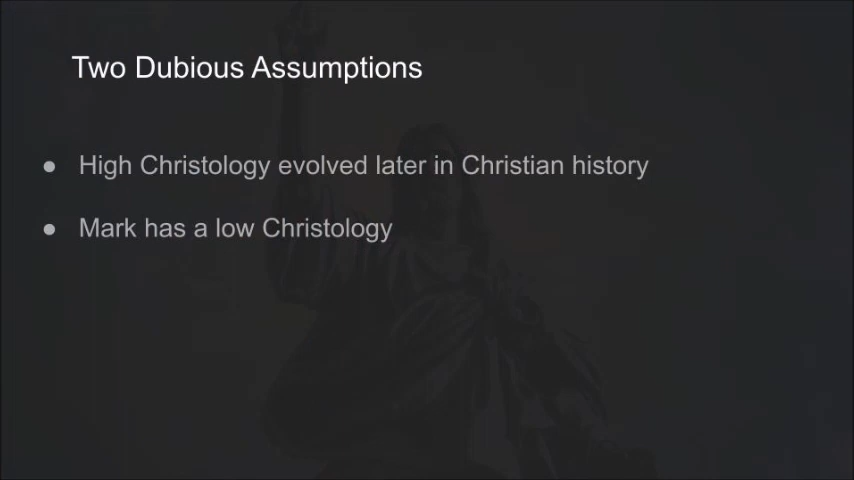 Two Dubious Assumptions
● High Christology evolved later in Christian history
● Mark has a low Christology